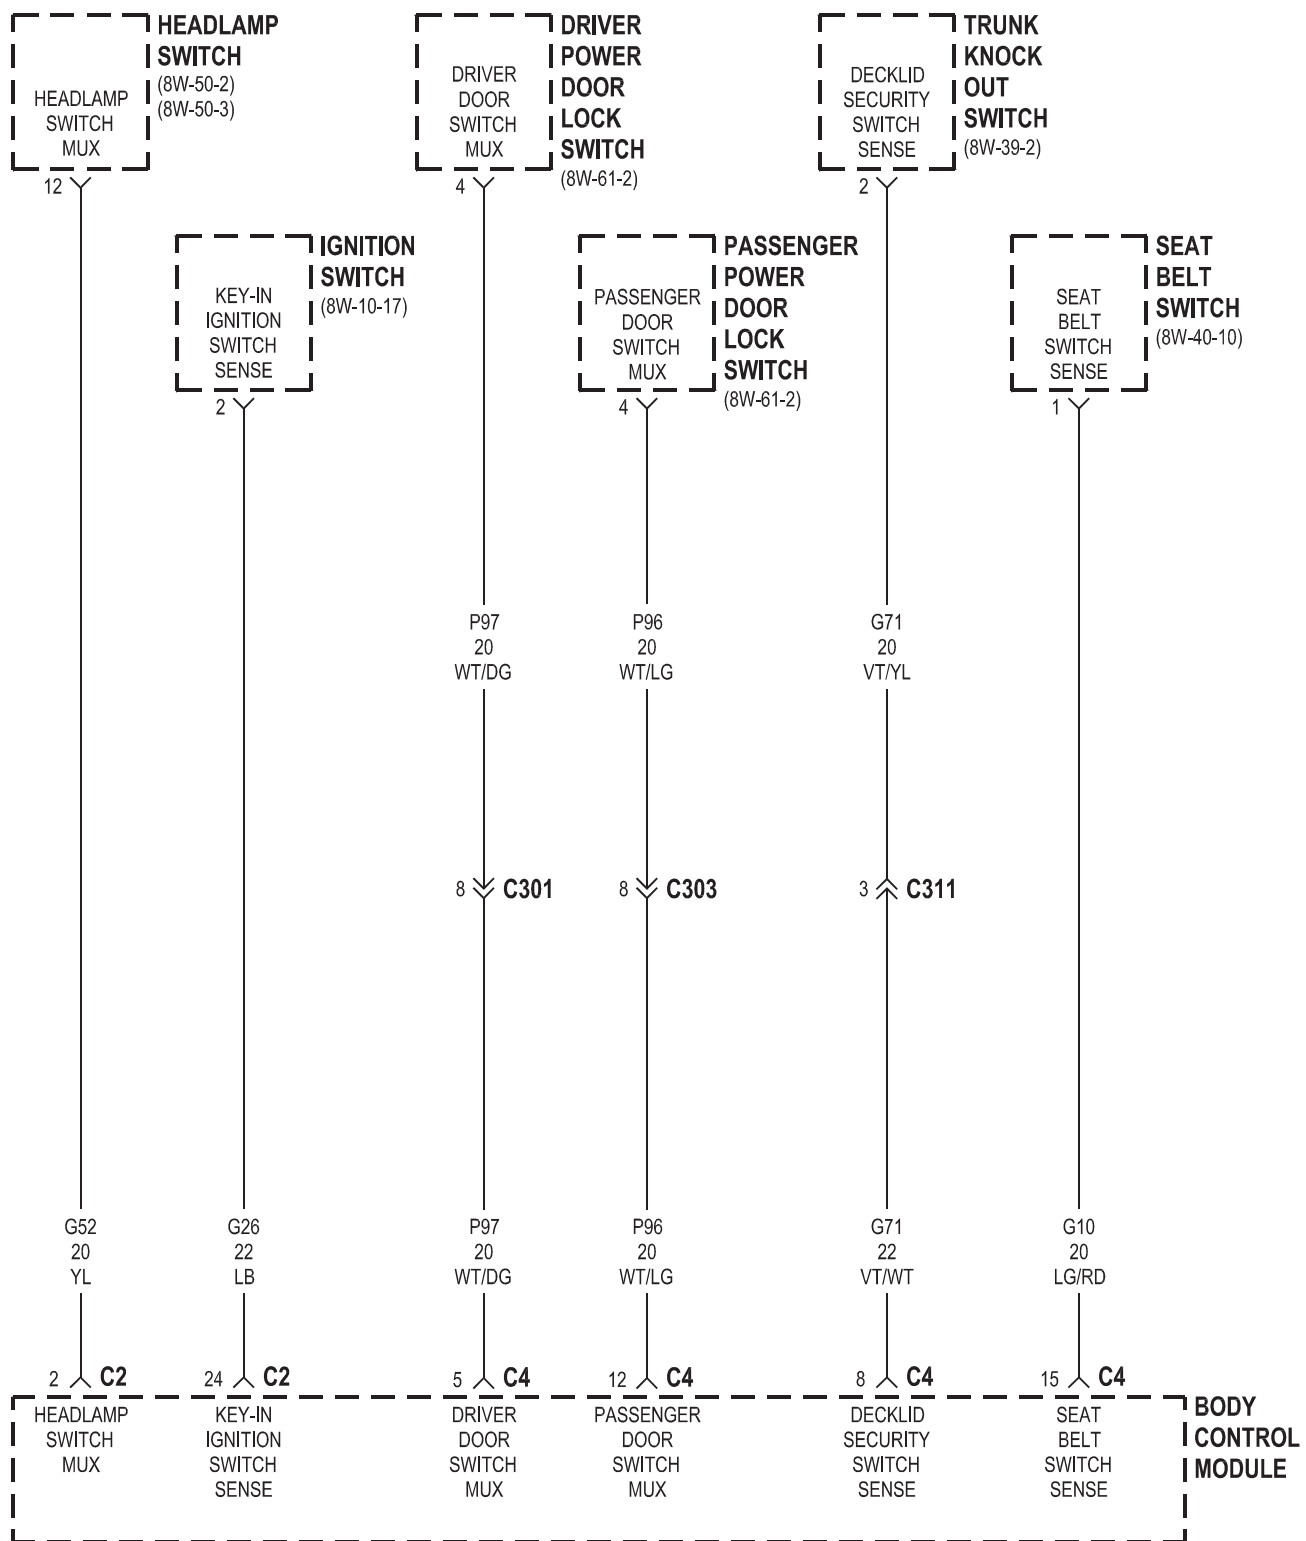 HEADLAMP
SWITCH
(8W-50-2)
(8W-50-3)
HEADLAMP
SWITCH
MUX
12
DRIVER
POWER
DOOR
LOCK
SWITCH
(8W-61-2)
DRIVER
DOOR
SWITCH
MUX
4
TRUNK
KNOCK
OUT
SWITCH
(8W-39-2)
DECKLID
SECURITY
SWITCH
SENSE
2
IGNITION
SWITCH
(8W-10-17)
KEY-IN
IGNITION
SWITCH
SENSE
2
PASSENGER
POWER
DOOR
LOCK
SWITCH
(8W-61-2)
PASSENGER
DOOR
SWITCH
MUX
4
SEAT
BELT
SWITCH
(8W-40-10)
SEAT
BELT
SWITCH
SENSE
1
P97
20
WT/DG
P96
20
WT/LG
G71
20
VT/YL
8 C301
8 C303
3 C311
G52
20
YL
G26
22
LB
P97
20
WT/DG
P96
20
WT/LG
G71
22
VT/WT
G10
20
LG/RD
2 C2
24 C2
5 C4
12 C4
8 C4
15 C4
HEADLAMP
SWITCH
MUX
KEY-IN
IGNITION
SWITCH
SENSE
DRIVER
DOOR
SWITCH
MUX
PASSENGER
DOOR
SWITCH
MUX
DECKLID
SECURITY
SWITCH
SENSE
SEAT
BELT
SWITCH
SENSE
BODY
CONTROL
MODULE